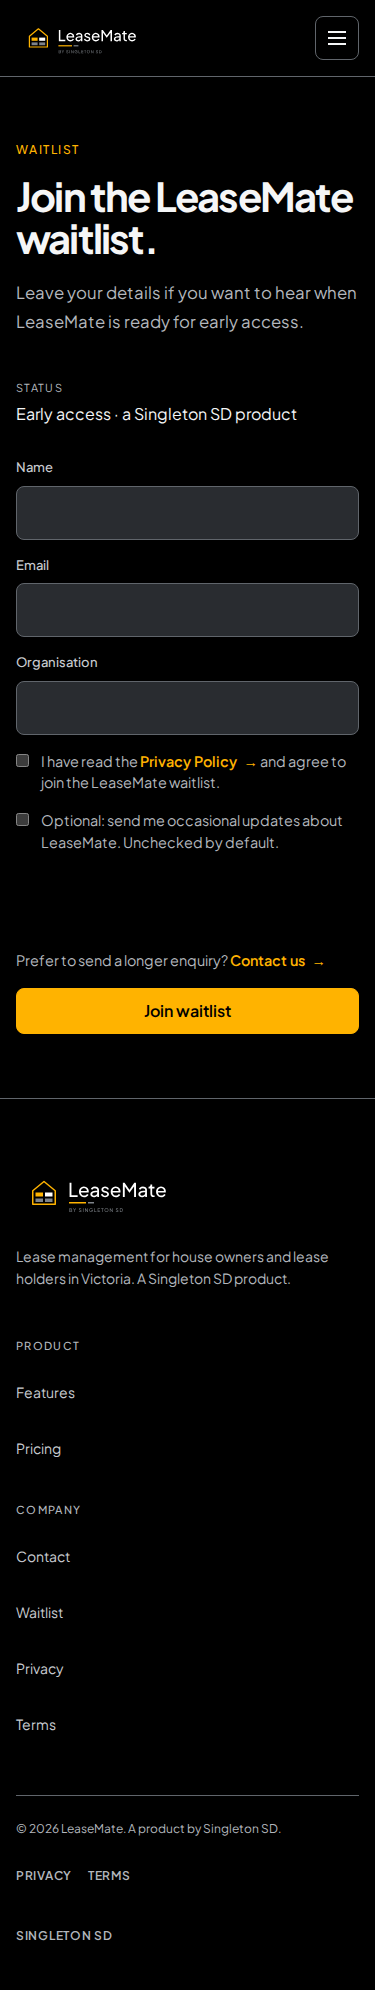 LeaseMate
BY SINGLETON SD
WAITLIST
Join the LeaseMate
waitlist.
Leave your details if you want to hear when
LeaseMate is ready for early access.
STATUS
Early access · a Singleton SD product
Name
Email
Organisation
I have read the Privacy Policy → and agree to
join the LeaseMate waitlist.
Optional: send me occasional updates about
LeaseMate. Unchecked by default.
Prefer to send a longer enquiry? Contact us →
Join waitlist
LeaseMate
BY SINGLETON SD
Lease management for house owners and lease
holders in Victoria. A Singleton SD product.
PRODUCT
Features
Pricing
COMPANY
Contact
Waitlist
Privacy
Terms
© 2026 LeaseMate. A product by Singleton SD.
PRIVACY TERMS
SINGLETON SD